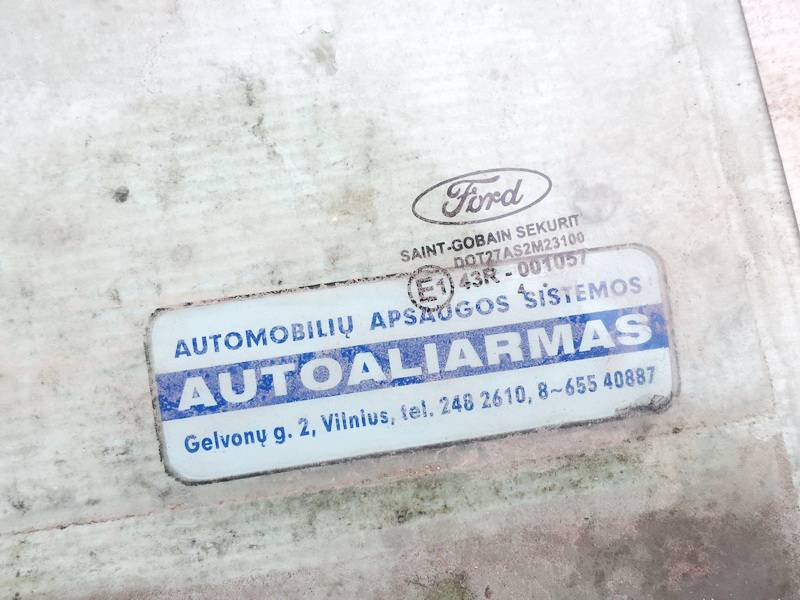 Ford
SAINT-GOBAIN SEKURIT
DOT27AS2M23100
E1 43R - 001057
4
AUTOMOBILIŲ APSAUGOS SISTEMOS
AUTOALIARMAS
Gelvonų g. 2, Vilnius, tel. 248 2610, 8~655 40887